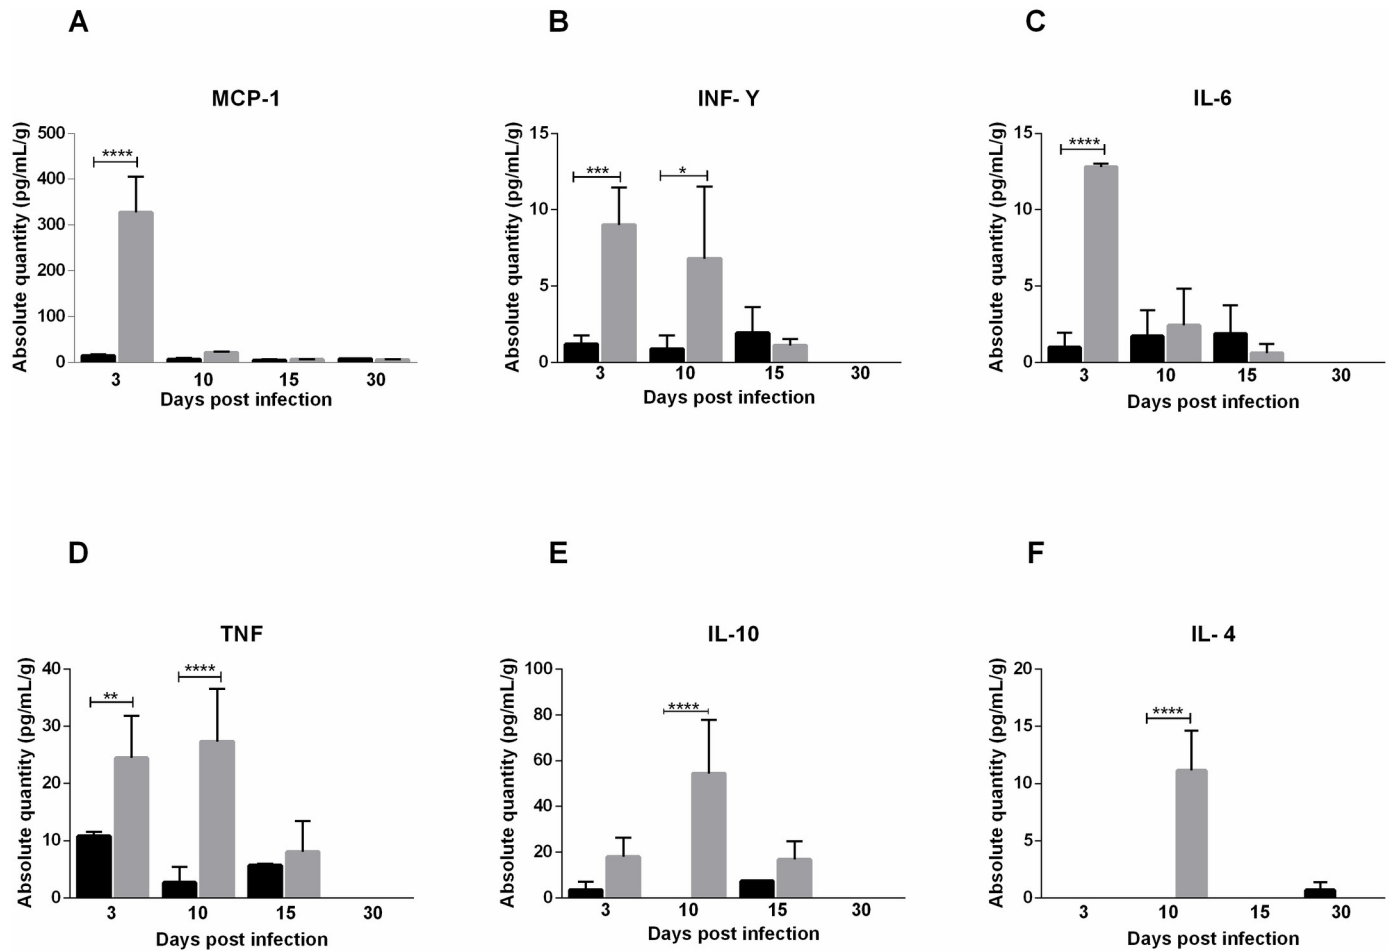 A
MCP-1
Absolute quantity (pg/mL/g)
500
400
300
200
100
0
****
3 10 15 30
Days post infection
B
INF- Y
Absolute quantity (pg/mL/g)
15
10
5
0
***
*
3 10 15 30
Days post infection
C
IL-6
Absolute quantity (pg/mL/g)
15
10
5
0
****
3 10 15 30
Days post infection
D
TNF
Absolute quantity (pg/mL/g)
40
30
20
10
0
**
****
3 10 15 30
Days post infection
E
IL-10
Absolute quantity (pg/mL/g)
100
80
60
40
20
0
****
3 10 15 30
Days post infection
F
IL- 4
Absolute quantity (pg/mL/g)
20
15
10
5
0
****
3 10 15 30
Days post infection